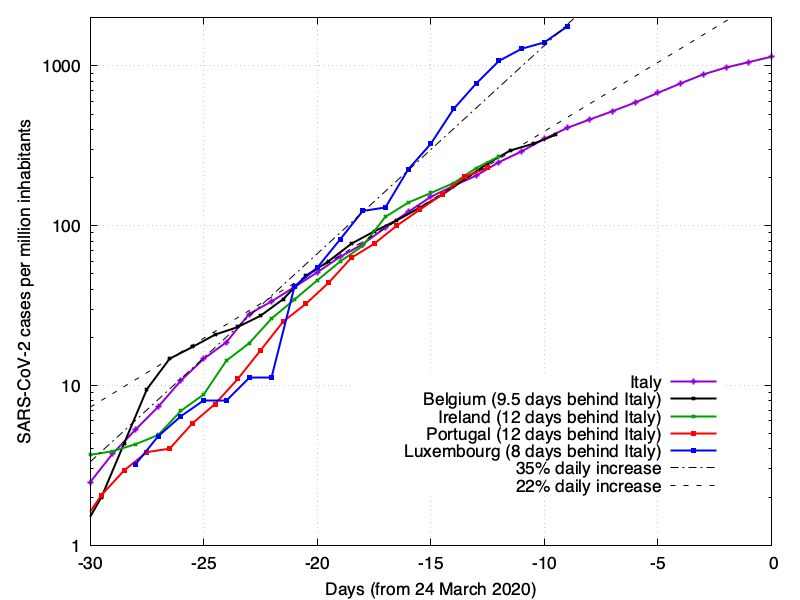 SARS-CoV-2 cases per million inhabitants
1000
100
10
1
-30
-25
-20
-15
-10
-5
0
Days (from 24 March 2020)
Italy
Belgium (9.5 days behind Italy)
Ireland (12 days behind Italy)
Portugal (12 days behind Italy)
Luxembourg (8 days behind Italy)
35% daily increase
22% daily increase